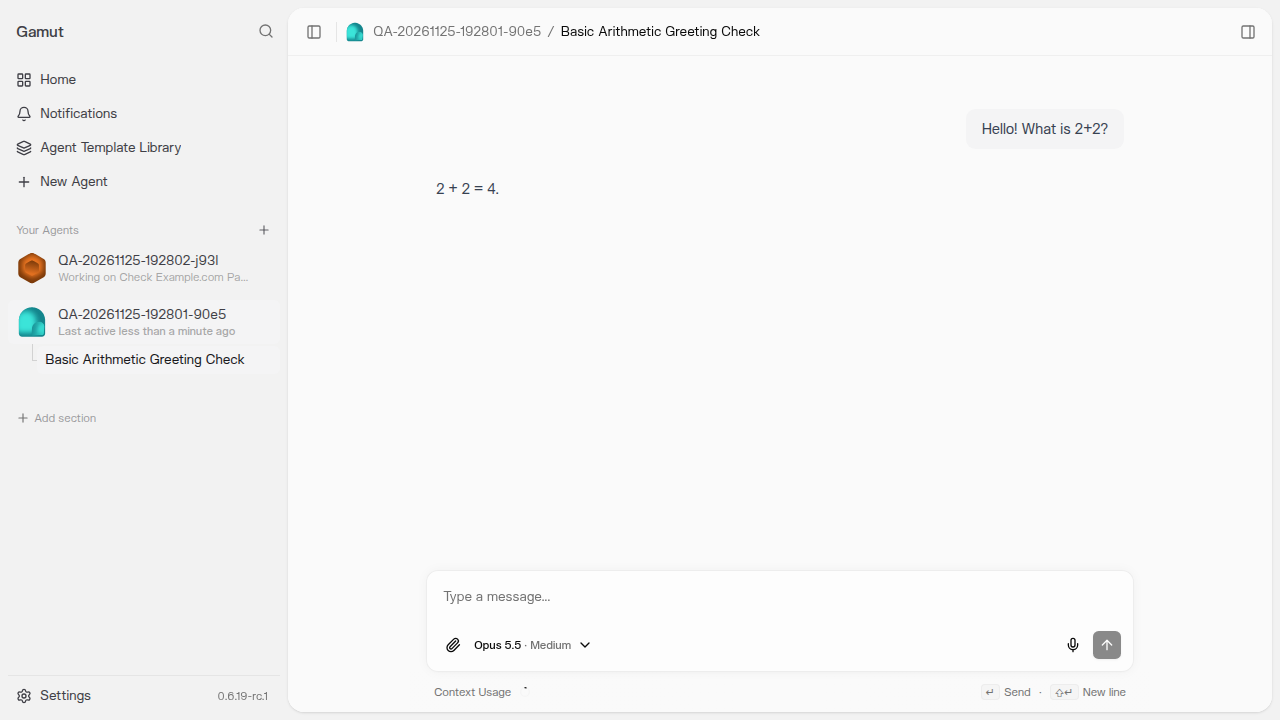 Gamut
Home
Notifications
Agent Template Library
New Agent
Your Agents
QA-20261125-192802-j93l
Working on Check Example.com Pa...
QA-20261125-192801-90e5
Last active less than a minute ago
Basic Arithmetic Greeting Check
Add section
Settings
0.6.19-rc.1
QA-20261125-192801-90e5 / Basic Arithmetic Greeting Check
Hello! What is 2+2?
2 + 2 = 4.
Type a message...
Opus 5.5 · Medium
Context Usage
Send · New line